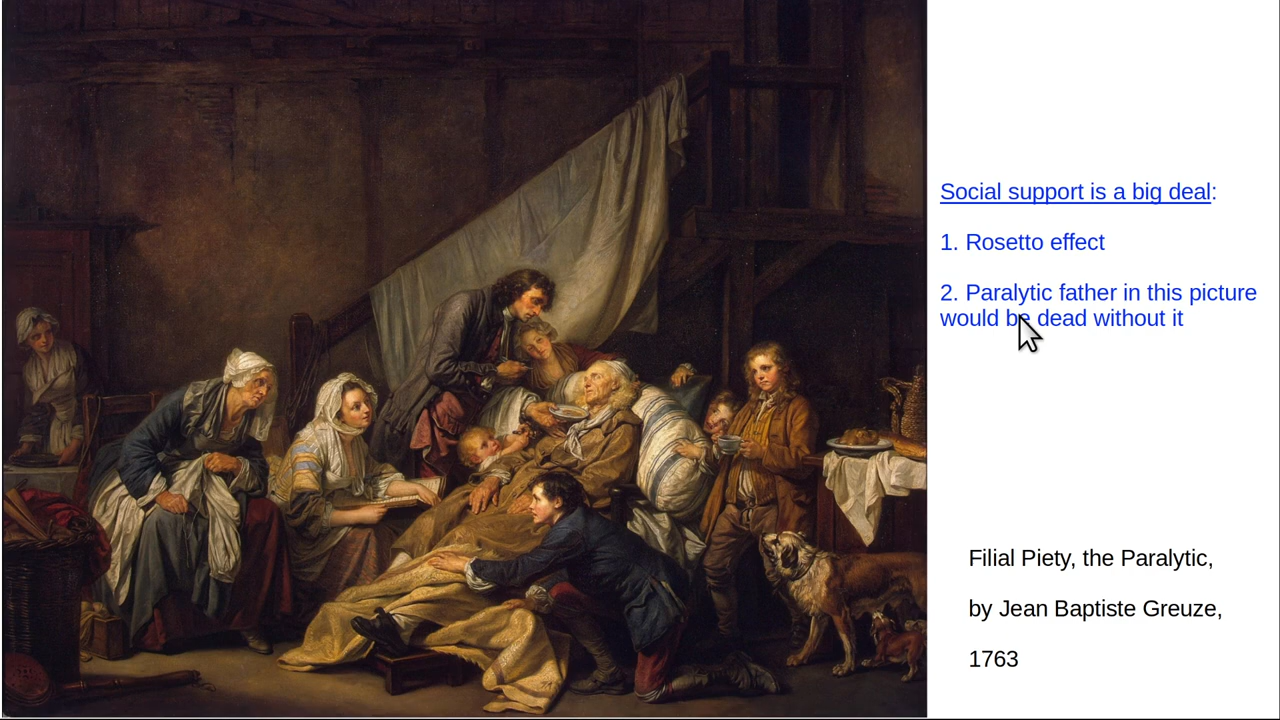 Social support is a big deal:
1. Rosetto effect
2. Paralytic father in this picture
would be dead without it
Filial Piety, the Paralytic,
by Jean Baptiste Greuze,
1763